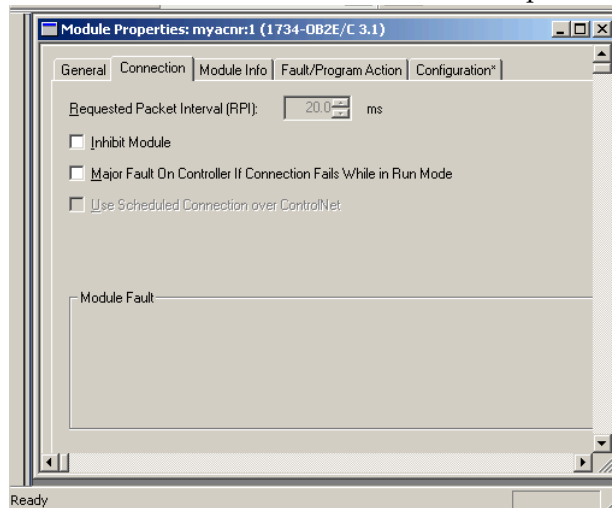 Module Properties: myacnr:1 (1734-OB2E/C 3.1)
General Connection Module Info Fault/Program Action Configuration*
Requested Packet Interval (RPI): 20.0 ms
Inhibit Module
Major Fault On Controller If Connection Fails While in Run Mode
Use Scheduled Connection over ControlNet
Module Fault
Ready